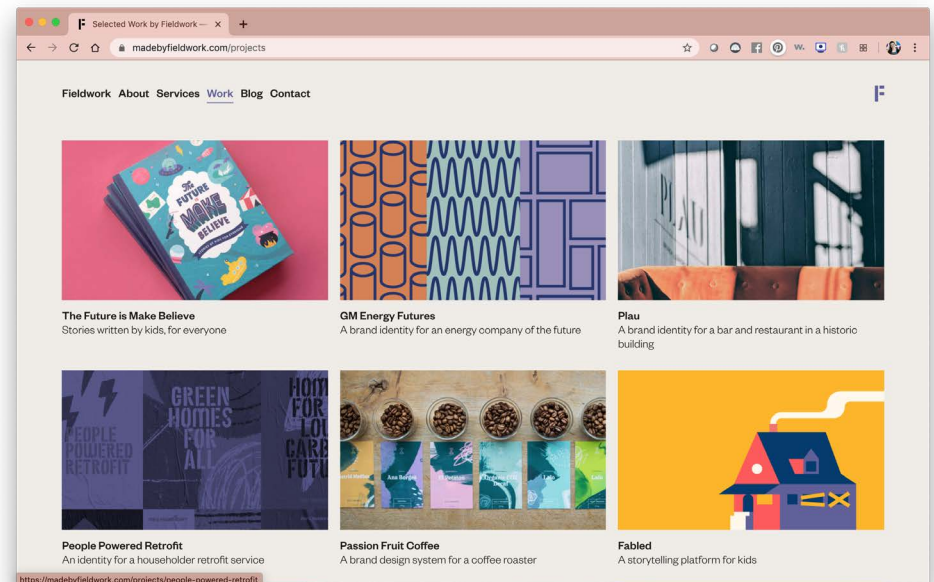 Selected Work by Fieldwork —
madebyfieldwork.com/projects
Fieldwork About Services Work Blog Contact
The
FUTURE
is
MAKE
BELIEVE
PLAU
The Future is Make Believe
Stories written by kids, for everyone
GM Energy Futures
A brand identity for an energy company of the future
Plau
A brand identity for a bar and restaurant in a historic
building
PEOPLE
POWERED
RETROFIT
GREEN
HOMES
FOR
ALL
FOR
Ana Sergio
People Powered Retrofit
An identity for a householder retrofit service
Passion Fruit Coffee
A brand design system for a coffee roaster
Fabled
A storytelling platform for kids
https://madebyfieldwork.com/projects/people-powered-retrofit